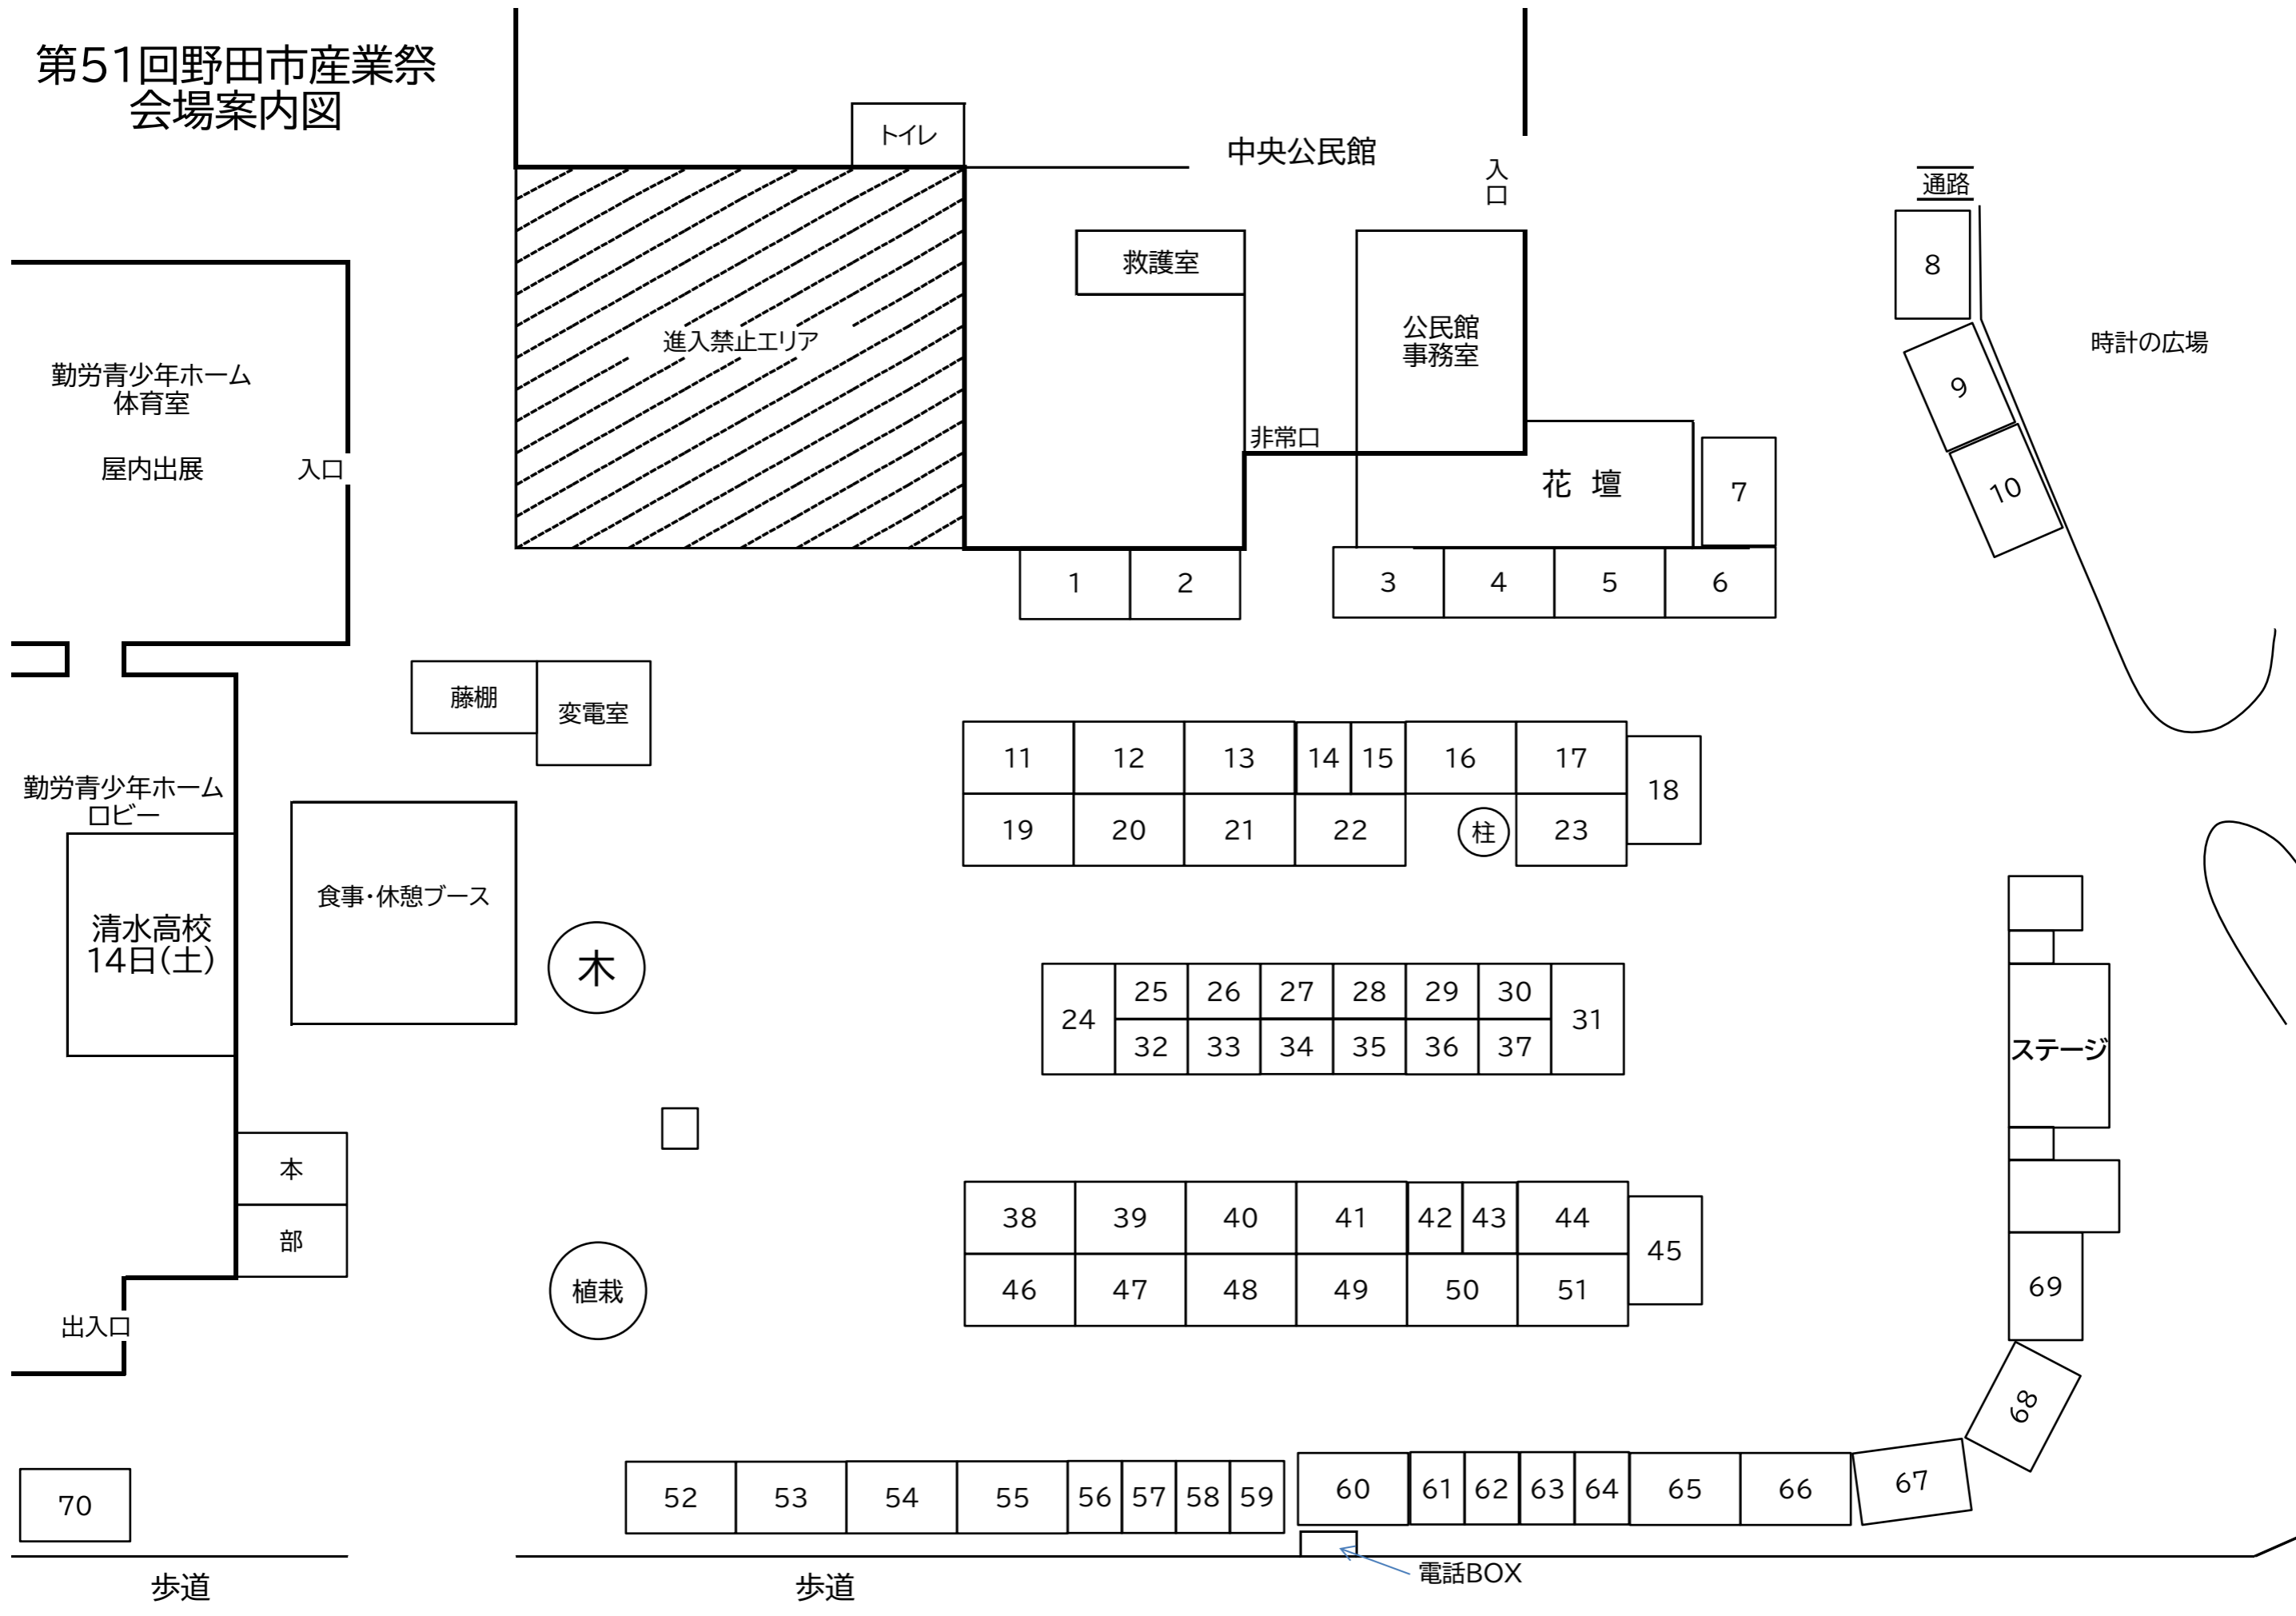 第51回野田市産業祭
会場案内図
トイレ
中央公民館
入
口
通路
救護室
8
進入禁止エリア
公民館
事務室
時計の広場
勤労青少年ホーム
体育室
9
屋内出展
入口
非常口
花 壇
7
10
1
2
3
4
5
6
藤棚
変電室
11
12
13
14
15
16
17
18
勤労青少年ホーム
ロビー
19
20
21
22
柱
23
食事・休憩ブース
清水高校
14日(土)
木
24
25
26
27
28
29
30
31
32
33
34
35
36
37
ステージ
本
部
38
39
40
41
42
43
44
45
46
47
48
49
50
51
植栽
69
出入口
68
70
52
53
54
55
56
57
58
59
60
61
62
63
64
65
66
67
電話BOX
歩道
歩道